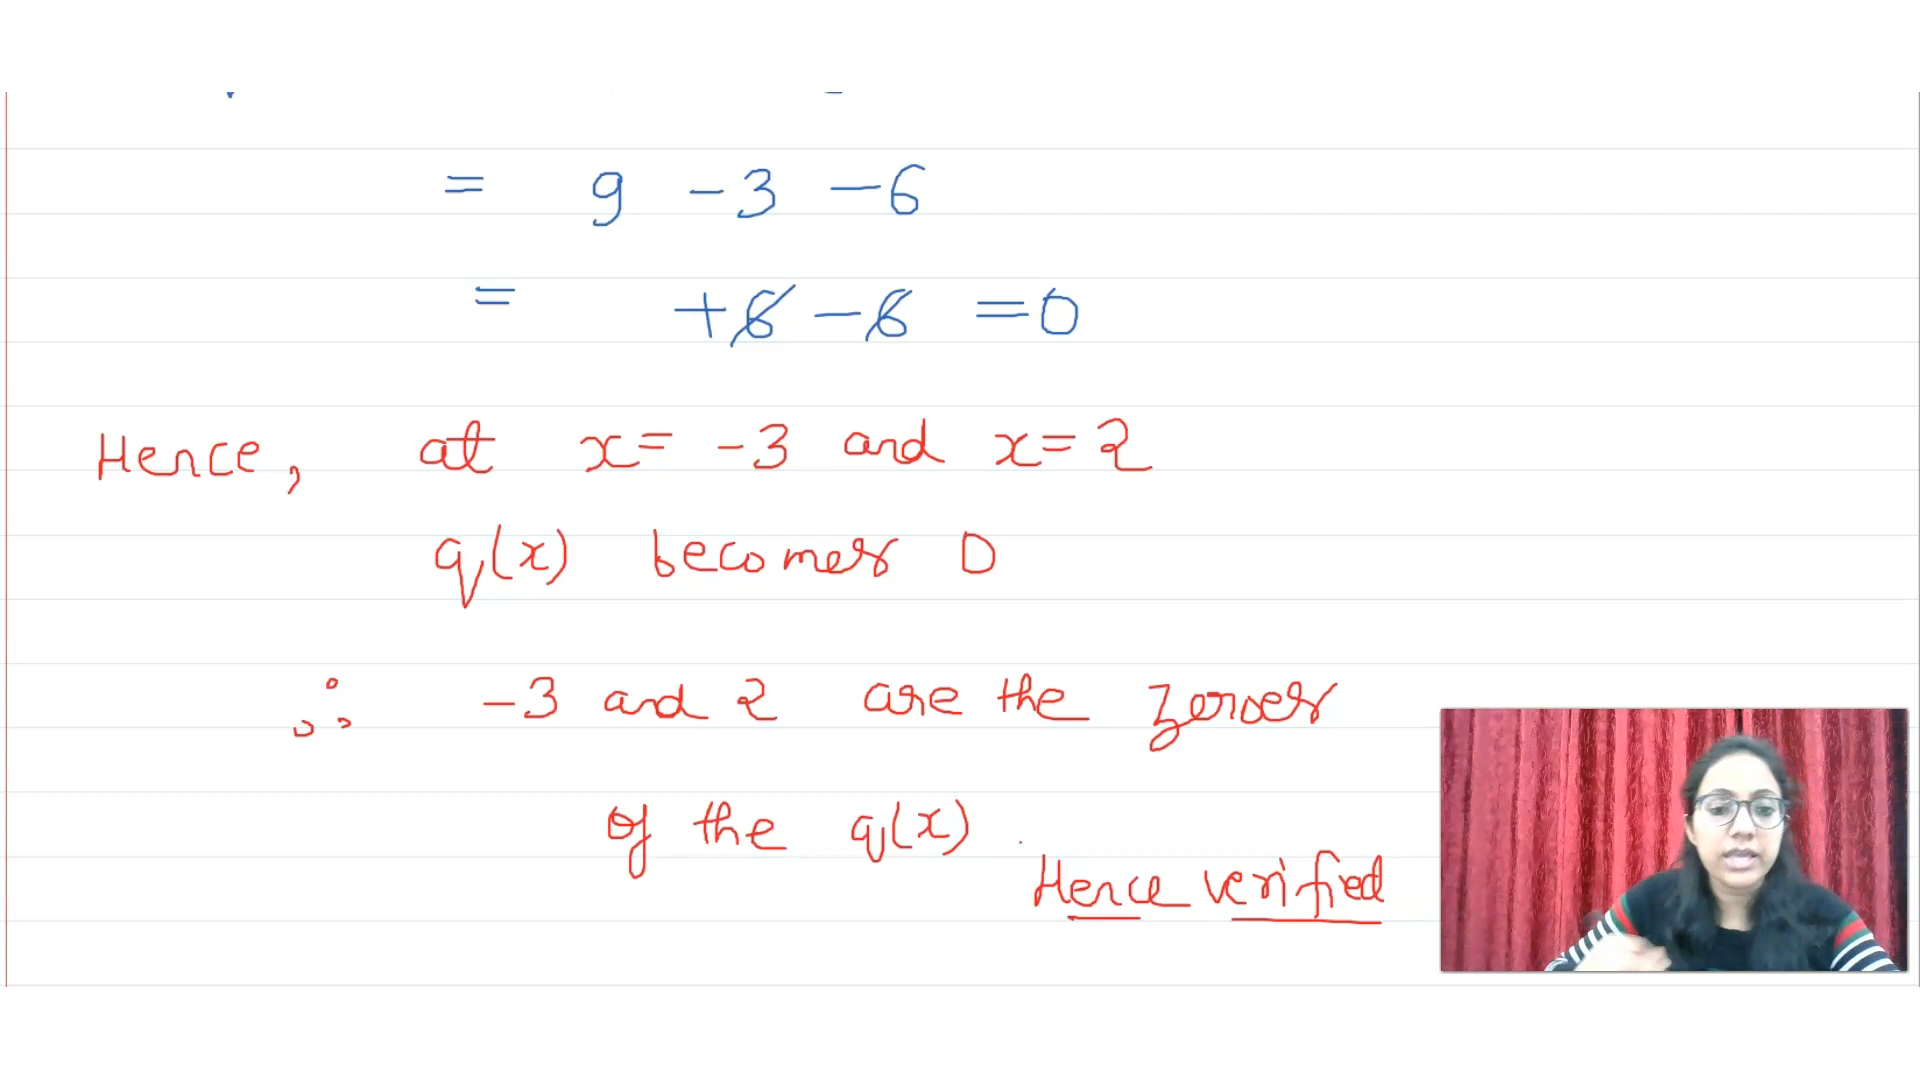 = 9 - 3 - 6
= + 6 - 6 = 0
Hence, at x = -3 and x = 2
q(x) becomes 0
∴ -3 and 2 are the zeroes
of the q(x)
Hence verified